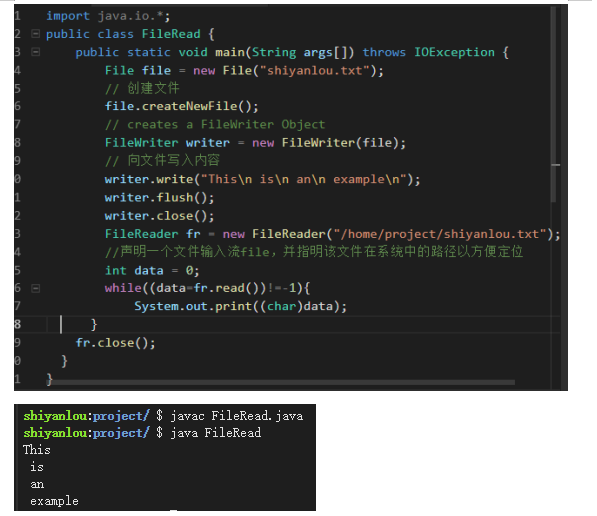 1 import java.io.*;
2 public class FileRead {
3 public static void main(String args[]) throws IOException {
4 File file = new File("shiyanlou.txt");
5 // 创建文件
6 file.createNewFile();
7 // creates a FileWriter Object
8 FileWriter writer = new FileWriter(file);
9 // 向文件写入内容
0 writer.write("This\n is\n an\n example\n");
1 writer.flush();
2 writer.close();
3 FileReader fr = new FileReader("/home/project/shiyanlou.txt");
4 //声明一个文件输入流file，并指明该文件在系统中的路径以方便定位
5 int data = 0;
6 while((data=fr.read())!=-1){
7 System.out.print((char)data);
8 }
9 fr.close();
0 }
1 }
shiyanlou:project/ $ javac FileRead.java
shiyanlou:project/ $ java FileRead
This
is
an
example